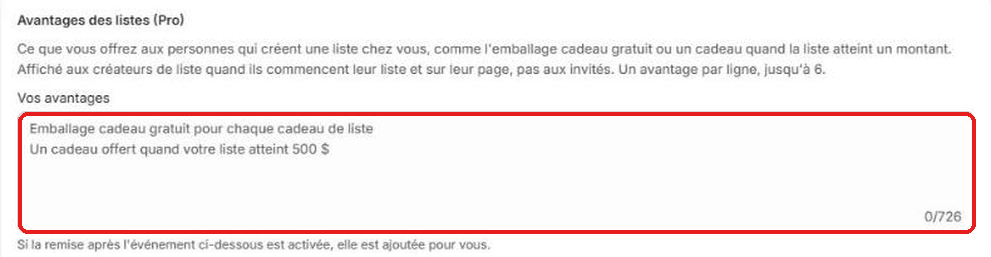 Avantages des listes (Pro)
Ce que vous offrez aux personnes qui créent une liste chez vous, comme l'emballage cadeau gratuit ou un cadeau quand la liste atteint un montant.
Affiché aux créateurs de liste quand ils commencent leur liste et sur leur page, pas aux invités. Un avantage par ligne, jusqu'à 6.
Vos avantages
Emballage cadeau gratuit pour chaque cadeau de liste
Un cadeau offert quand votre liste atteint 500 $
0/726
Si la remise après l'événement ci-dessous est activée, elle est ajoutée pour vous.